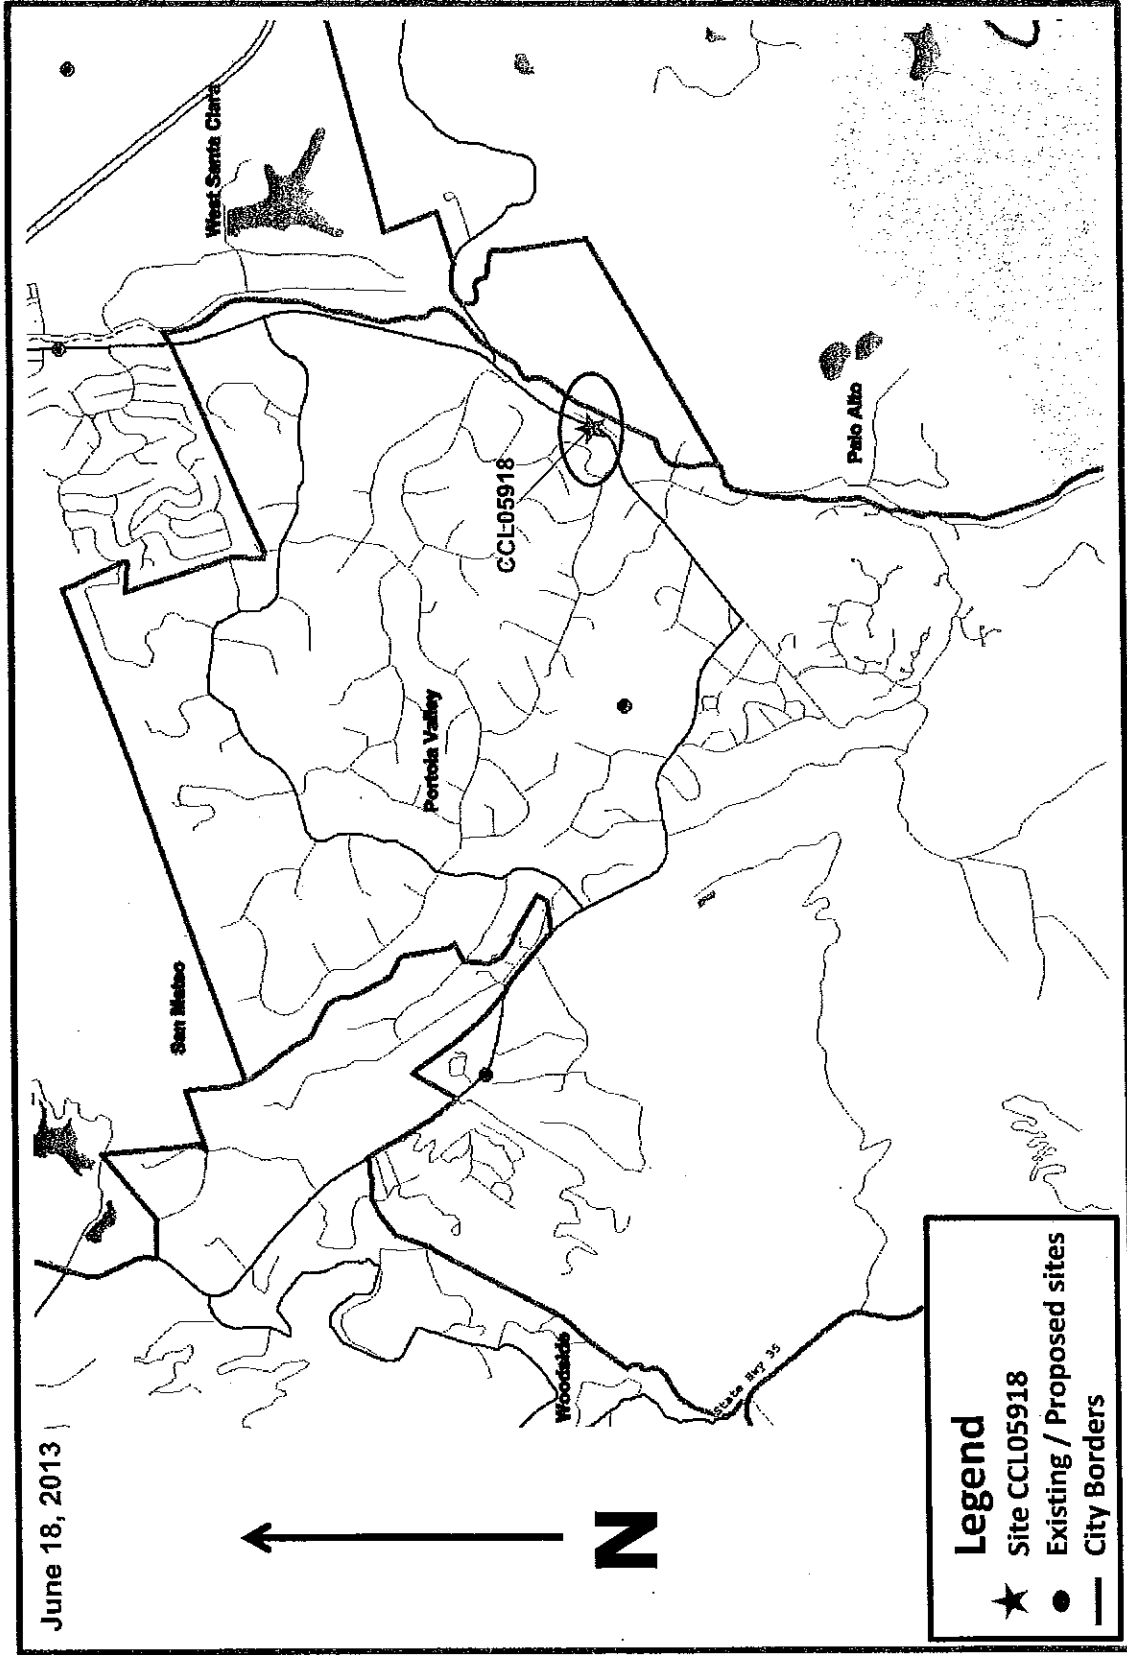 June 18, 2013
West Santa Clara
San Mateo
CCL05918
Portola Valley
Palo Alto
Woodside
State Hwy 35
N
Legend
Site CCL05918
Existing / Proposed sites
City Borders